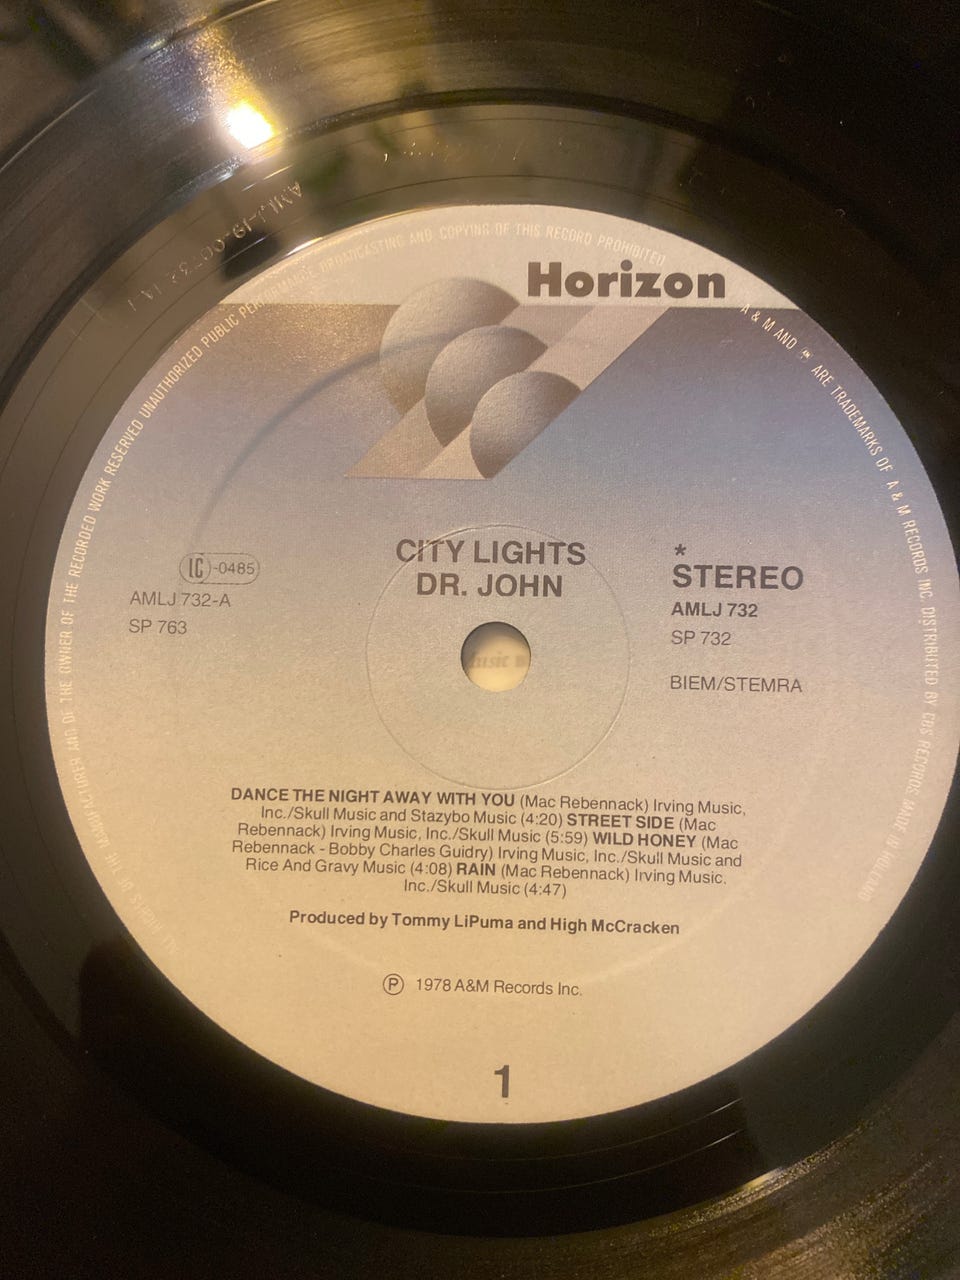 AMLJ-19-00732 1A 1
Horizon
ALL RIGHTS OF THE MANUFACTURER AND OF THE OWNER OF THE RECORDED WORK RESERVED UNAUTHORIZED PUBLIC PERFORMANCE BROADCASTING AND COPYING OF THIS RECORD PROHIBITED
A & M AND ARE TRADEMARKS OF A & M RECORDS INC. DISTRIBUTED BY CBS RECORDS MADE IN HOLLAND
CITY LIGHTS
DR. JOHN
LC-0485
AMLJ 732-A
SP 763
*
STEREO
AMLJ 732
SP 732
BIEM/STEMRA
DANCE THE NIGHT AWAY WITH YOU (Mac Rebennack) Irving Music,
Inc./Skull Music and Stazybo Music (4:20) STREET SIDE (Mac
Rebennack) Irving Music, Inc./Skull Music (5:59) WILD HONEY (Mac
Rebennack - Bobby Charles Guidry) Irving Music, Inc./Skull Music and
Rice And Gravy Music (4:08) RAIN (Mac Rebennack) Irving Music.
Inc./Skull Music (4:47)
Produced by Tommy LiPuma and High McCracken
Ⓟ 1978 A&M Records Inc.
1